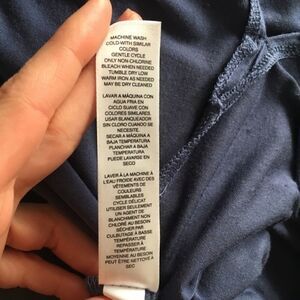 MACHINE WASH
COLD WITH SIMILAR
COLORS
GENTLE CYCLE
ONLY NON-CHLORINE
BLEACH WHEN NEEDED
TUMBLE DRY LOW
WARM IRON AS NEEDED
MAY BE DRY CLEANED
LAVAR A MÁQUINA CON
AGUA FRIA EN
CICLO SUAVE CON
COLORES SIMILARES.
USAR BLANQUEADOR
SIN CLORO CUANDO SE
NECESITE.
SECAR A MÁQUINA A
BAJA TEMPERATURA
PLANCHAR A BAJA
TEMPERATURA
PUEDE LAVARSE EN
SECO
LAVER À LA MACHINE À
L'EAU FROIDE AVEC DES
VÊTEMENTS DE
COULEURS
SEMBLABLES
CYCLE DÉLICAT
UTILISER SEULEMENT
UN AGENT DE
BLANCHIMENT NON
CHLORÉ AU BESOIN
SÉCHER PAR
CULBUTAGE À BASSE
TEMPÉRATURE
REPASSER À
TEMPÉRATURE
MOYENNE AU BESOIN
PEUT ÊTRE NETTOYÉ À
SEC